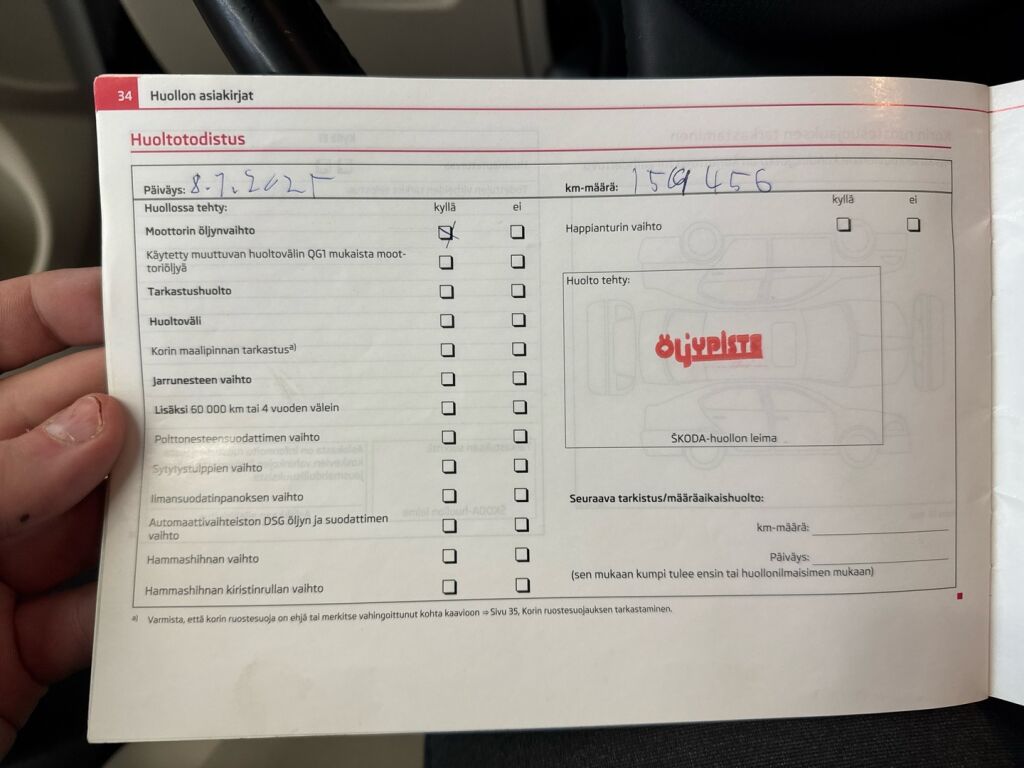 34 Huollon asiakirjat
Huoltotodistus
Päiväys: 8.7.2025
km-määrä: 159 456
Huollossa tehty: kyllä ei
Moottorin öljynvaihto
Käytetty muuttuvan huoltovälin QG1 mukaista moot-
toriöljyä
Tarkastushuolto
Huoltoväli
Korin maalipinnan tarkastusa)
Jarrunesteen vaihto
Lisäksi 60 000 km tai 4 vuoden välein
Polttonesteensuodattimen vaihto
Sytytystulppien vaihto
Ilmansuodatinpanoksen vaihto
Automaattivaihteiston DSG öljyn ja suodattimen
vaihto
Hammashihnan vaihto
Hammashihnan kiristinrullan vaihto
kyllä ei
Happianturin vaihto
Huolto tehty:
öljypiste
ŠKODA-huollon leima
Seuraava tarkistus/määräaikaishuolto:
km-määrä:
Päiväys:
(sen mukaan kumpi tulee ensin tai huollonilmaisimen mukaan)
a) Varmista, että korin ruostesuoja on ehjä tai merkitse vahingoittunut kohta kaavioon ⇒ Sivu 35, Korin ruostesuojauksen tarkastaminen.